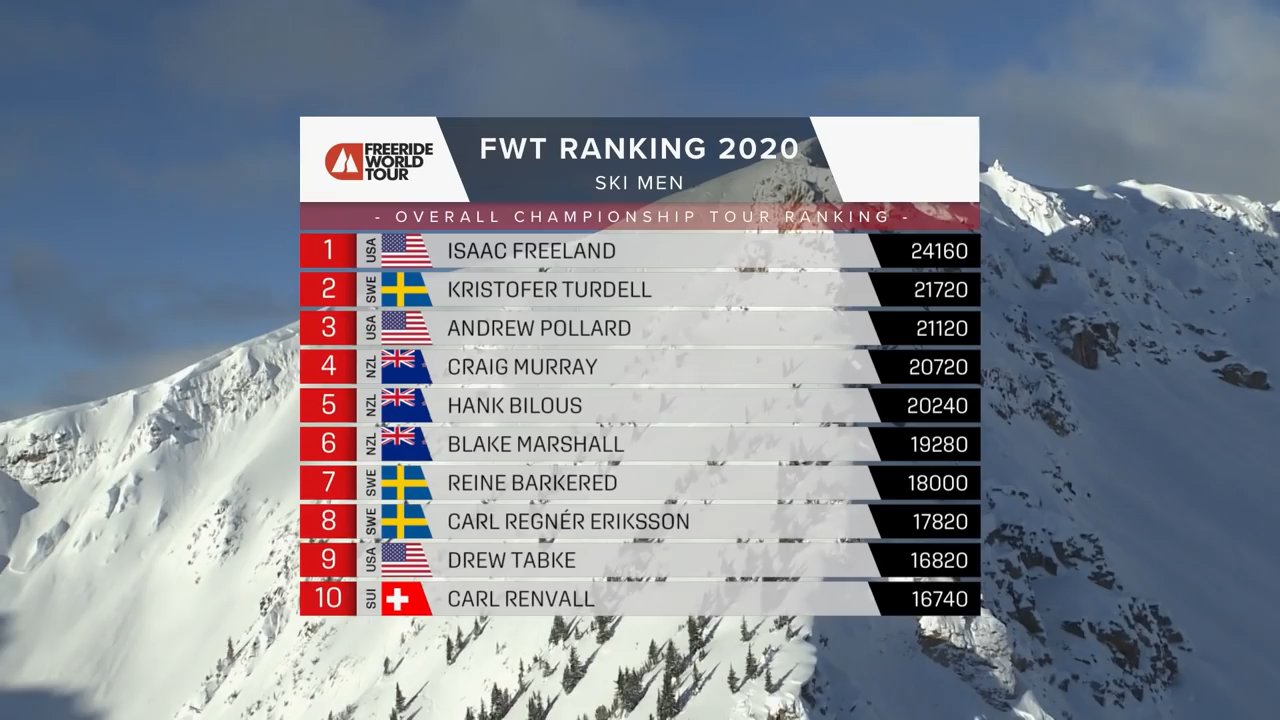 FREERIDE
WORLD
TOUR
FWT RANKING 2020
SKI MEN
- OVERALL CHAMPIONSHIP TOUR RANKING -
1 USA ISAAC FREELAND 24160
2 SWE KRISTOFER TURDELL 21720
3 USA ANDREW POLLARD 21120
4 NZL CRAIG MURRAY 20720
5 NZL HANK BILOUS 20240
6 NZL BLAKE MARSHALL 19280
7 SWE REINE BARKERED 18000
8 SWE CARL REGNÉR ERIKSSON 17820
9 USA DREW TABKE 16820
10 SUI CARL RENVALL 16740